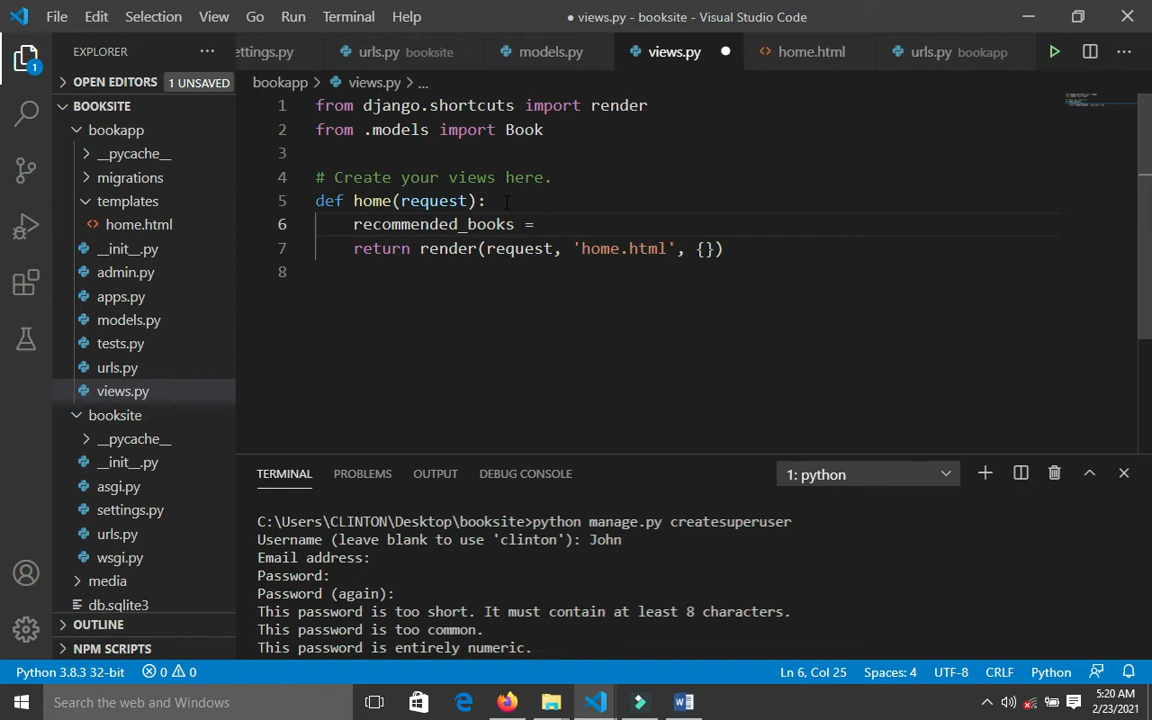 File Edit Selection View Go Run Terminal Help
● views.py - booksite - Visual Studio Code
EXPLORER
ettings.py
urls.py booksite
models.py
views.py
home.html
urls.py bookapp
OPEN EDITORS 1 UNSAVED
1
BOOKSITE
bookapp
__pycache__
migrations
templates
home.html
__init__.py
admin.py
apps.py
models.py
tests.py
urls.py
views.py
booksite
__pycache__
__init__.py
asgi.py
settings.py
urls.py
wsgi.py
media
db.sqlite3
OUTLINE
NPM SCRIPTS
bookapp > views.py > ...
1 from django.shortcuts import render
2 from .models import Book
3
4 # Create your views here.
5 def home(request):
6 recommended_books =
7 return render(request, 'home.html', {})
8
TERMINAL PROBLEMS OUTPUT DEBUG CONSOLE
1: python
C:\Users\CLINTON\Desktop\booksite>python manage.py createsuperuser
Username (leave blank to use 'clinton'): John
Email address:
Password:
Password (again):
This password is too short. It must contain at least 8 characters.
This password is too common.
This password is entirely numeric.
Python 3.8.3 32-bit 0 0
Ln 6, Col 25 Spaces: 4 UTF-8 CRLF Python
Search the web and Windows
5:20 AM
2/23/2021